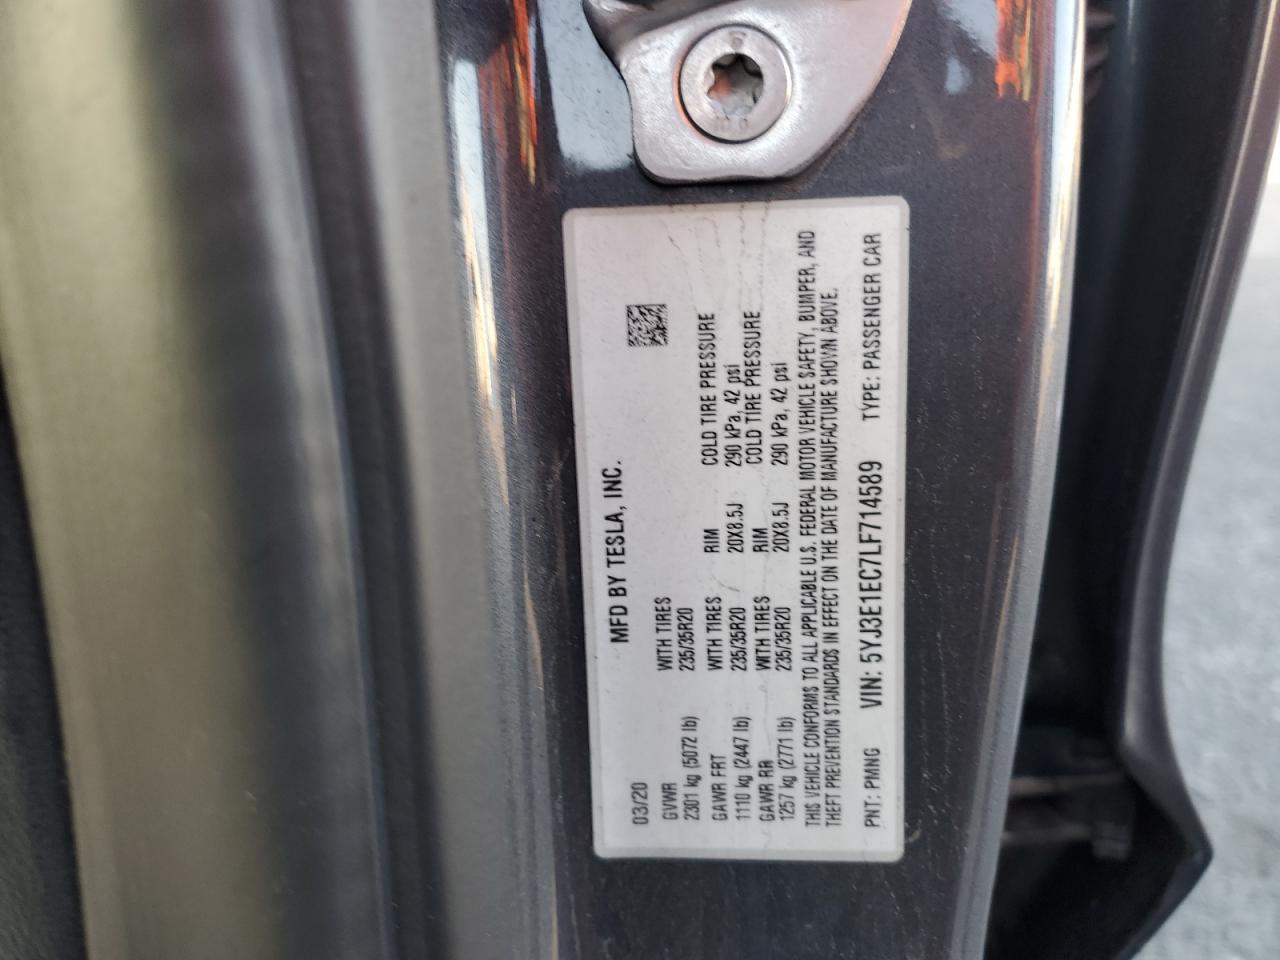 MFD BY TESLA, INC.
03/20
GVWR WITH TIRES
2301 kg (5072 lb) 235/35R20
GAWR FRT WITH TIRES RIM COLD TIRE PRESSURE
1110 kg (2447 lb) 235/35R20 20X8.5J 290 kPa, 42 psi
GAWR RR WITH TIRES RIM COLD TIRE PRESSURE
1257 kg (2771 lb) 235/35R20 20X8.5J 290 kPa, 42 psi
THIS VEHICLE CONFORMS TO ALL APPLICABLE U.S. FEDERAL MOTOR VEHICLE SAFETY, BUMPER, AND
THEFT PREVENTION STANDARDS IN EFFECT ON THE DATE OF MANUFACTURE SHOWN ABOVE.
PNT: PMNG VIN: 5YJ3E1EC7LF714589 TYPE: PASSENGER CAR